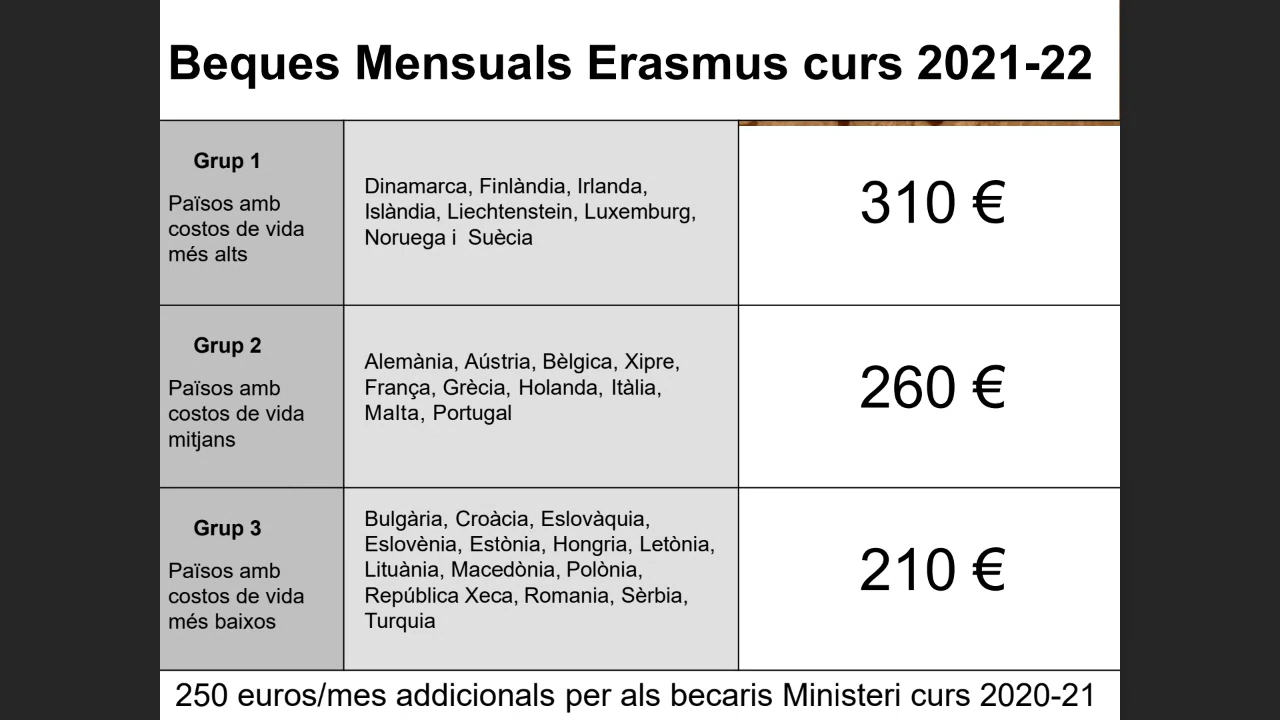 Beques Mensuals Erasmus curs 2021-22
Grup 1
Països amb
costos de vida
més alts
Dinamarca, Finlàndia, Irlanda,
Islàndia, Liechtenstein, Luxemburg,
Noruega i  Suècia
310 €
Grup 2
Països amb
costos de vida
mitjans
Alemània, Aústria, Bèlgica, Xipre,
França, Grècia, Holanda, Itàlia,
Malta, Portugal
260 €
Grup 3
Països amb
costos de vida
més baixos
Bulgària, Croàcia, Eslovàquia,
Eslovènia, Estònia, Hongria, Letònia,
Lituània, Macedònia, Polònia,
República Xeca, Romania, Sèrbia,
Turquia
210 €
250 euros/mes addicionals per als becaris Ministeri curs 2020-21